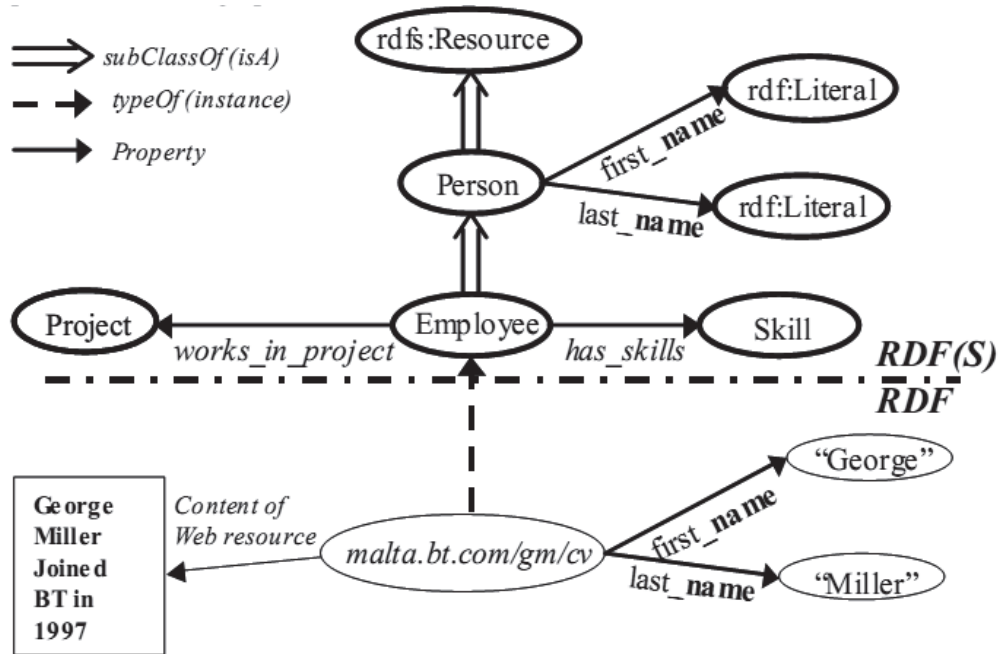 rdfs:Resource
subClassOf(isA)
typeOf(instance)
Property
rdf:Literal
first_name
Person
last_name
rdf:Literal
Project
works_in_project
Employee
has_skills
Skill
RDF(S)
RDF
George
Miller
Joined
BT in
1997
Content of
Web resource
malta.bt.com/gm/cv
first_name
last_name
“George”
“Miller”